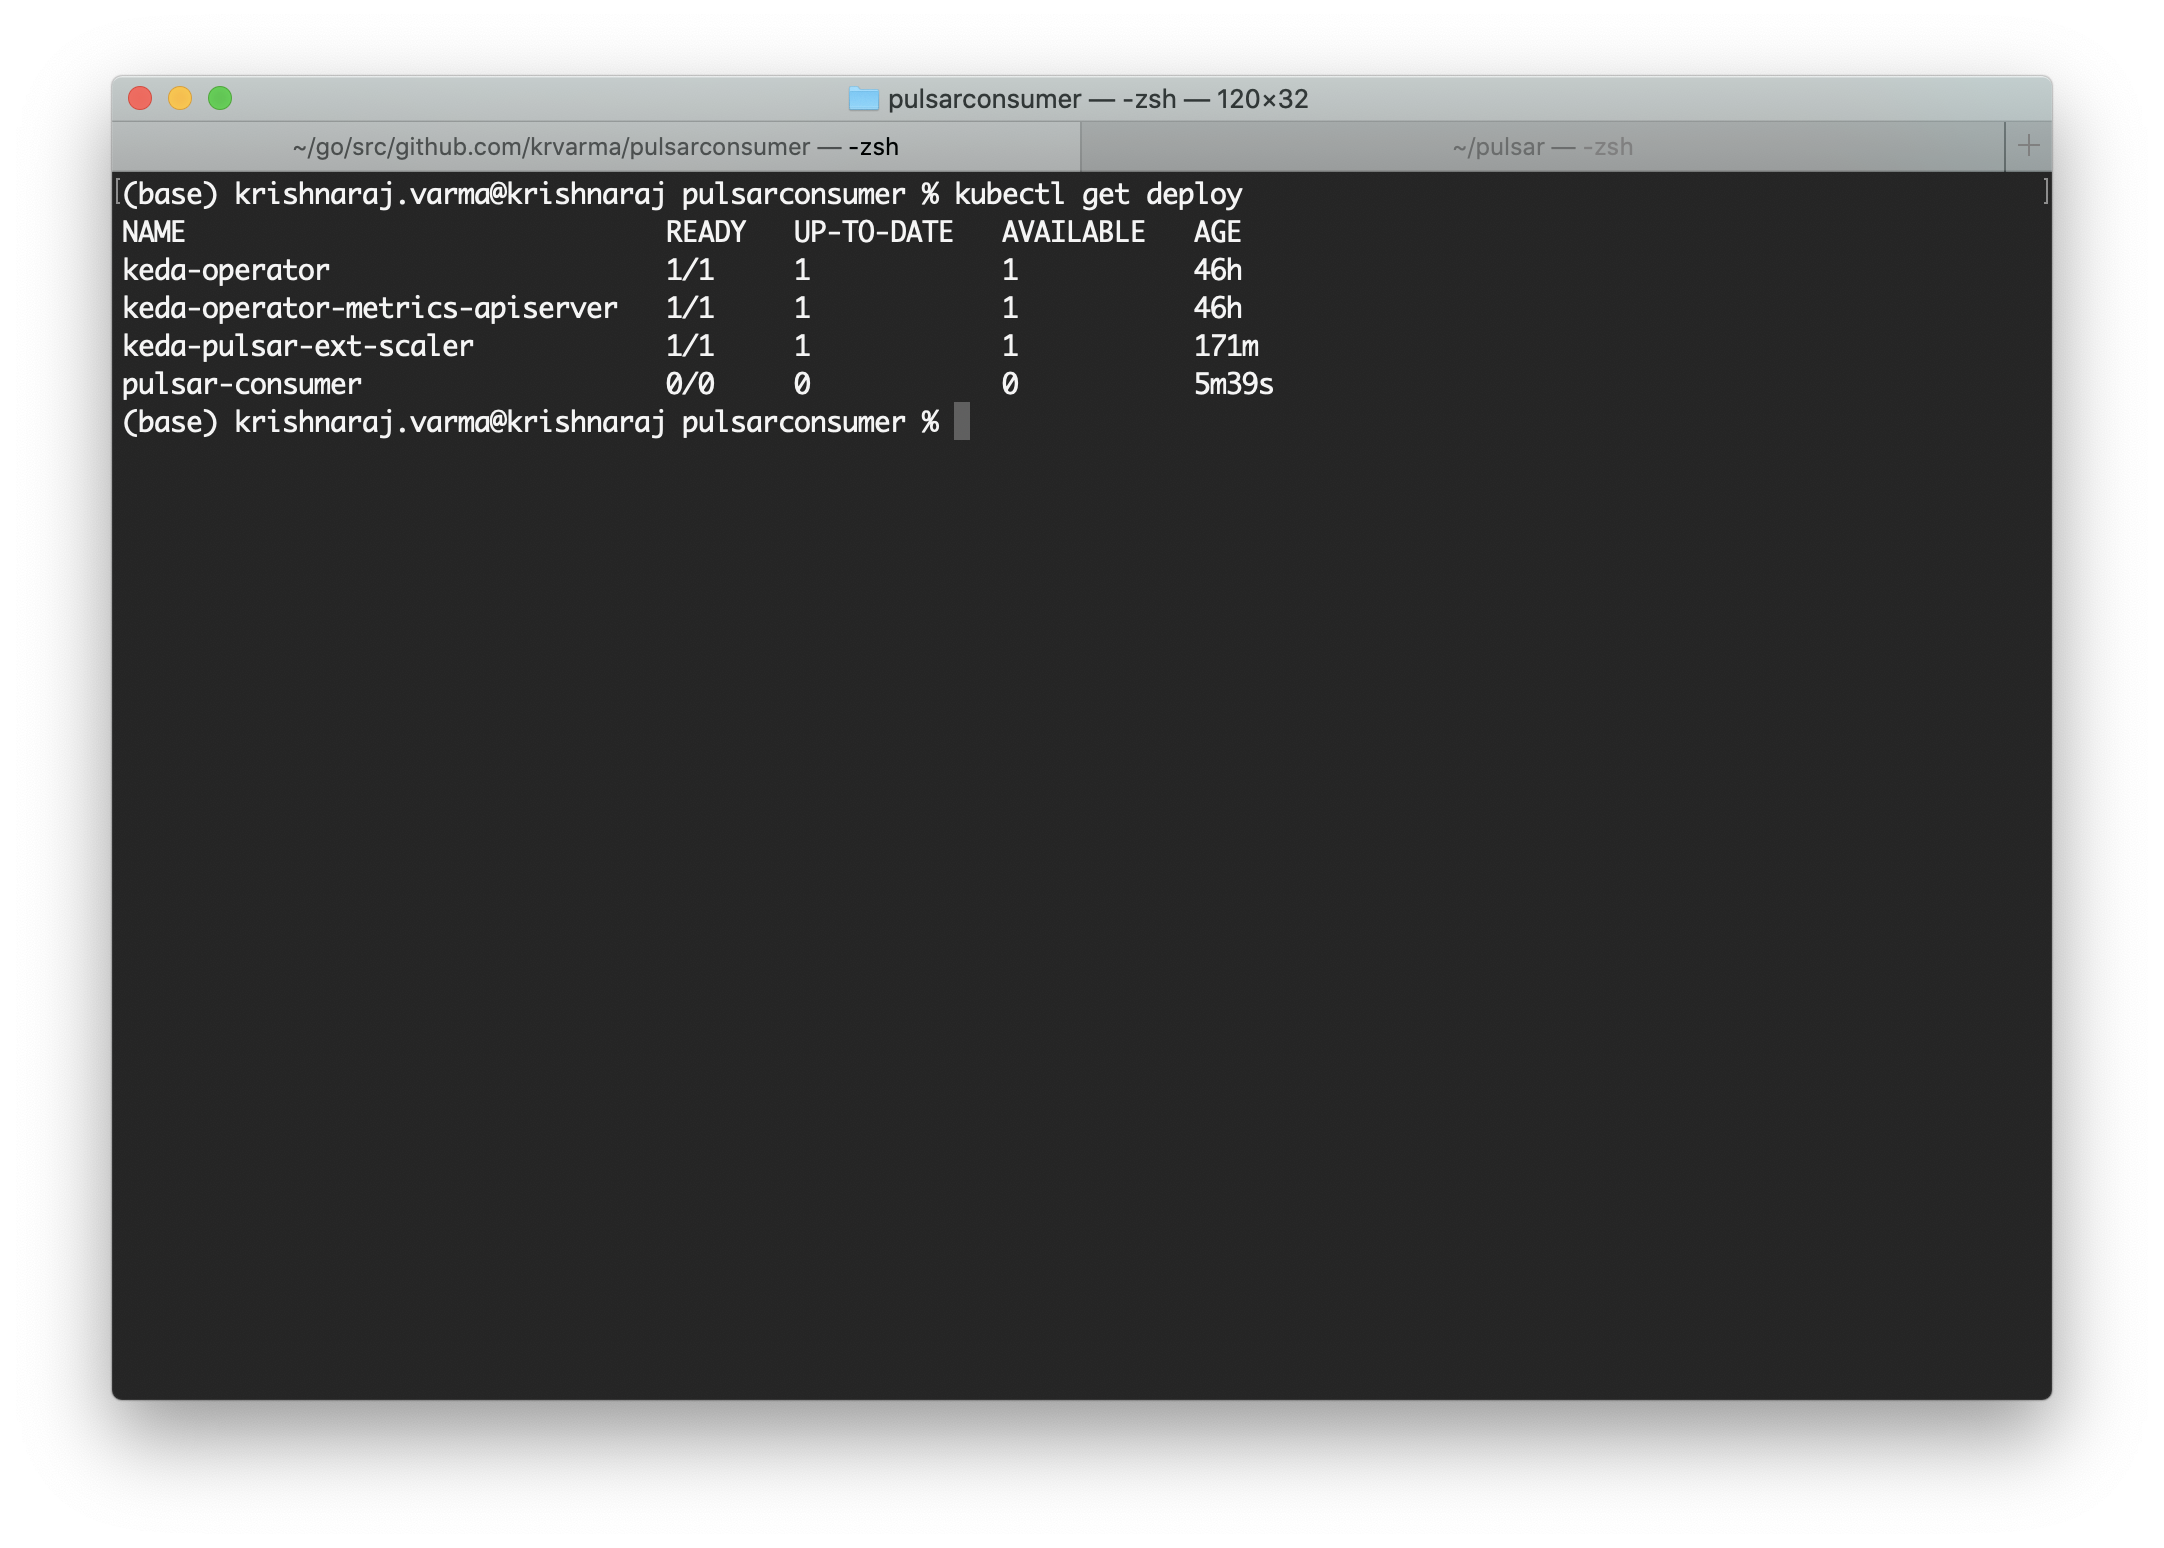 pulsarconsumer — -zsh — 120×32
~/go/src/github.com/krvarma/pulsarconsumer — -zsh
~/pulsar — -zsh
[(base) krishnaraj.varma@krishnaraj pulsarconsumer % kubectl get deploy ]
NAME READY UP-TO-DATE AVAILABLE AGE
keda-operator 1/1 1 1 46h
keda-operator-metrics-apiserver 1/1 1 1 46h
keda-pulsar-ext-scaler 1/1 1 1 171m
pulsar-consumer 0/0 0 0 5m39s
(base) krishnaraj.varma@krishnaraj pulsarconsumer %